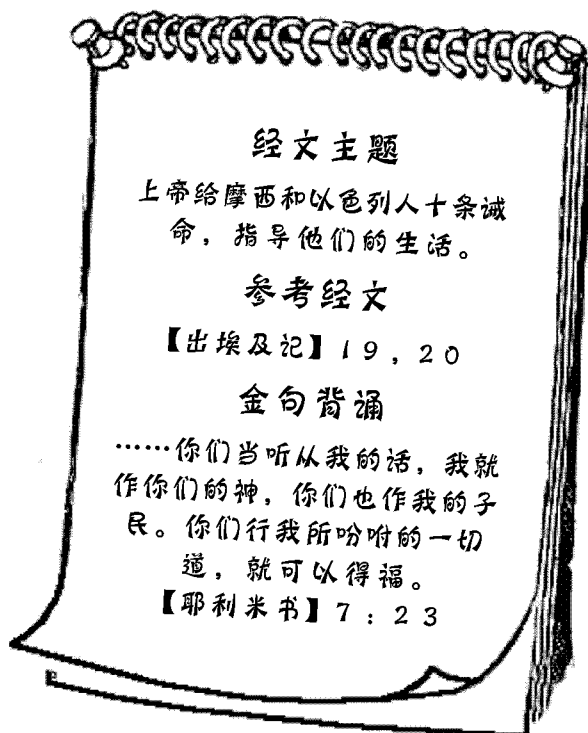 经文主题
上帝给摩西和以色列人十条诫
命，指导他们的生活。
参考经文
【出埃及记】19，20
金句背诵
……你们当听从我的话，我就
作你们的神，你们也作我的子
民。你们行我所吩咐的一切
道，就可以得福。
【耶利米书】7：23